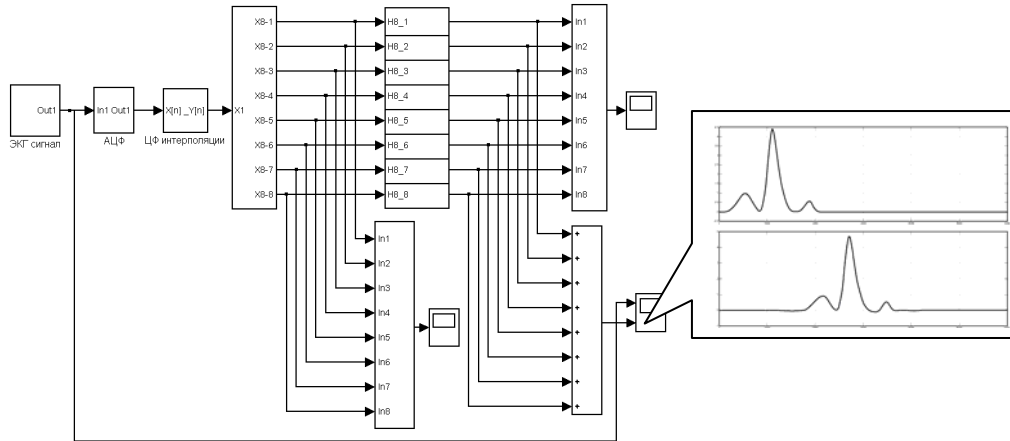 ЭКГ сигнал
Out1
АЦФ
In1 Out1
ЦФ интерполяции
X[n] _Y[n]
X1
X8-1
X8-2
X8-3
X8-4
X8-5
X8-6
X8-7
X8-8
H8_1
H8_2
H8_3
H8_4
H8_5
H8_6
H8_7
H8_8
In1
In2
In3
In4
In5
In6
In7
In8
In1
In2
In3
In4
In5
In6
In7
In8
+
+
+
+
+
+
+
+